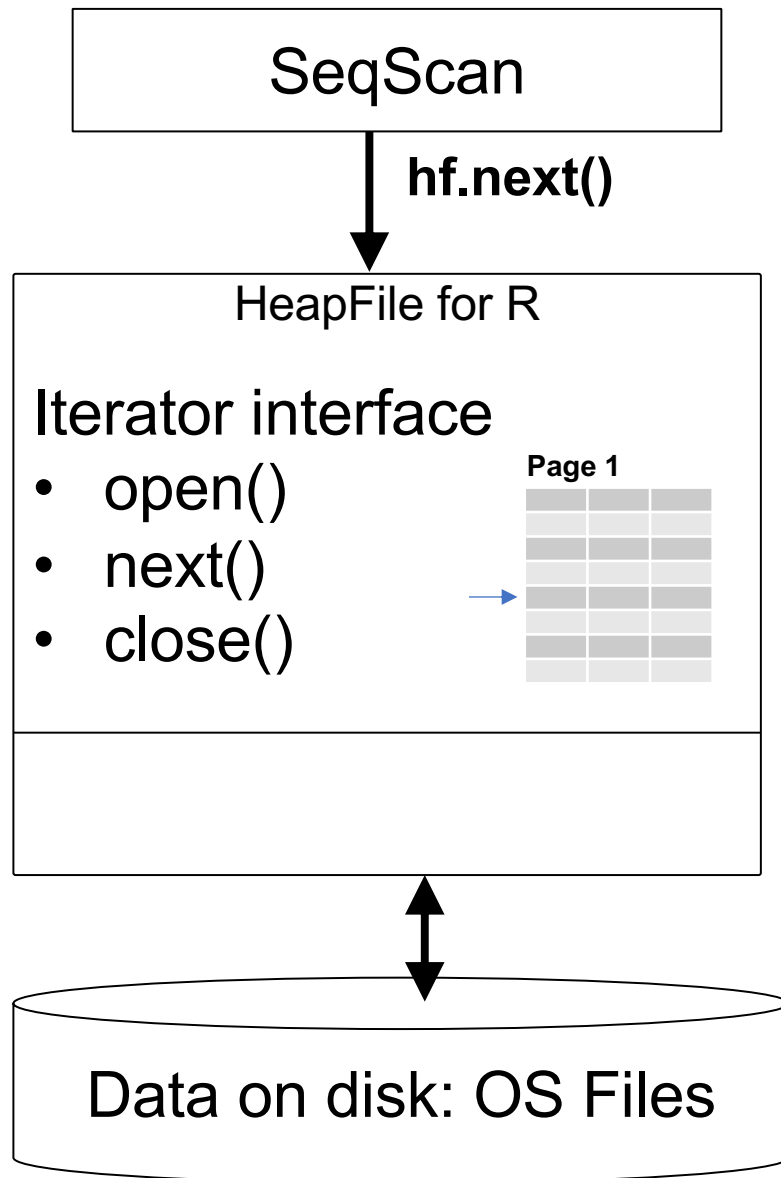 SeqScan
hf.next()
HeapFile for R
Iterator interface
• open()
• next()
• close()
Page 1
Data on disk: OS Files